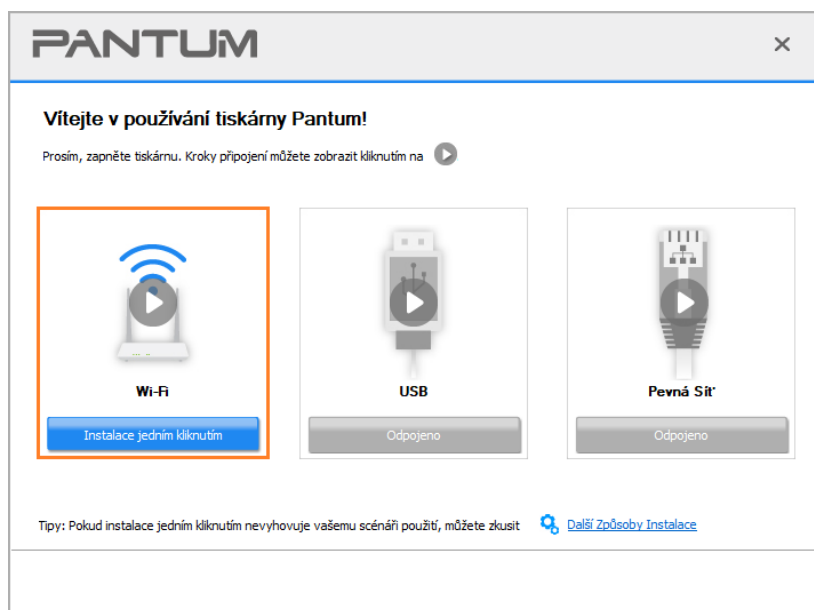 PANTUM
Vítejte v používání tiskárny Pantum!
Prosím, zapněte tiskárnu. Kroky připojení můžete zobrazit kliknutím na
Wi-Fi
USB
Pevná Síť
Instalace jedním kliknutím
Odpojeno
Odpojeno
Tipy: Pokud instalace jedním kliknutím nevyhovuje vašemu scénáři použití, můžete zkusit Další Způsoby Instalace